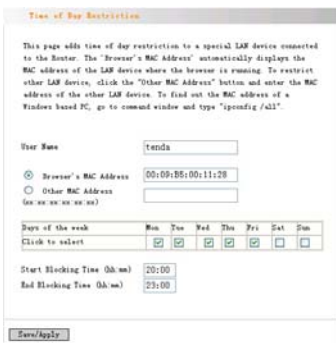 Time of Day Restriction
This page adds time of day restriction to a special LAN device connected
to the Router. The 'Browser's MAC Address' automatically displays the
MAC address of the LAN device where the browser is running. To restrict
other LAN device, click the "Other MAC Address" button and enter the MAC
address of the other LAN device. To find out the MAC address of a
Windows based PC, go to command window and type "ipconfig /all".
User Name tenda
Browser's MAC Address 00:09:B5:00:11:28
Other MAC Address
(xx:xx:xx:xx:xx:xx)
Days of the week Mon Tue Wed Thu Fri Sat Sun
Click to select
Start Blocking Time (hh:mm) 20:00
End Blocking Time (hh:mm) 23:00
Save/Apply